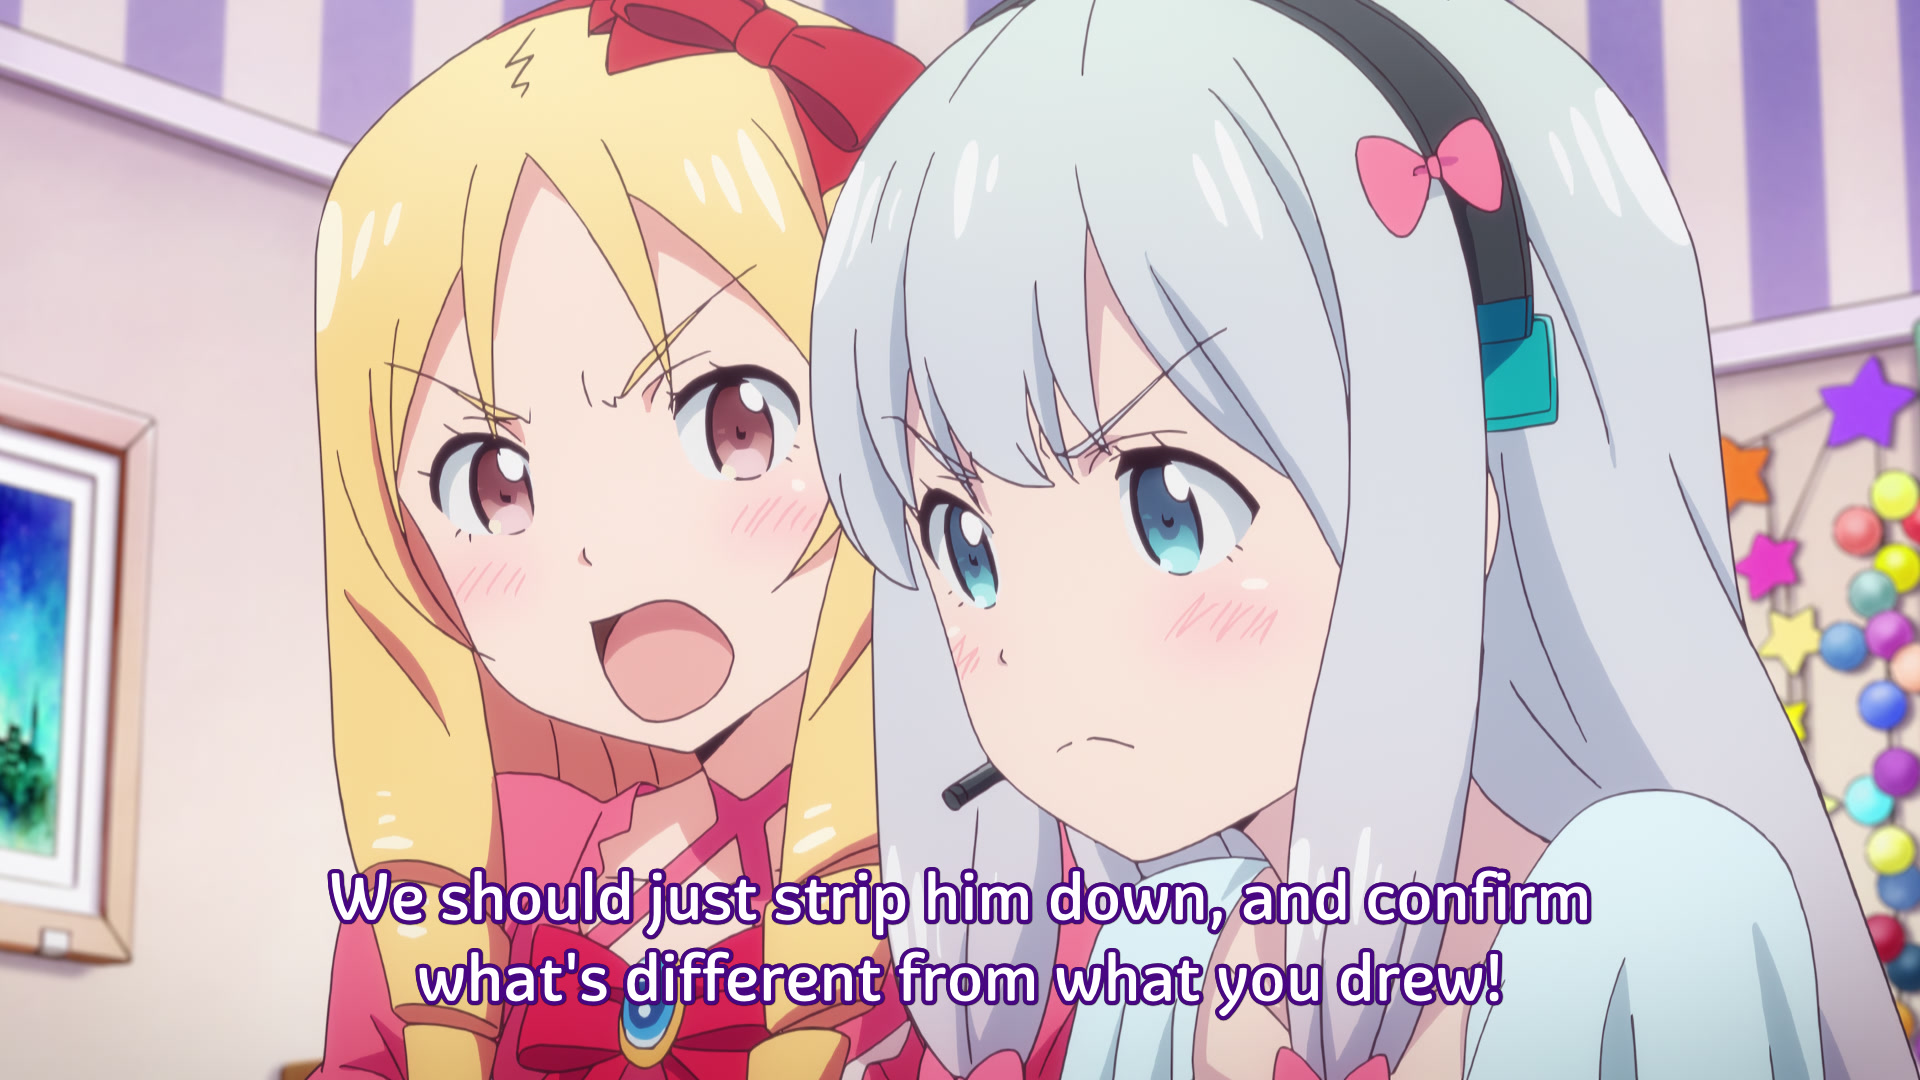 We should just strip him down, and confirm
what's different from what you drew!